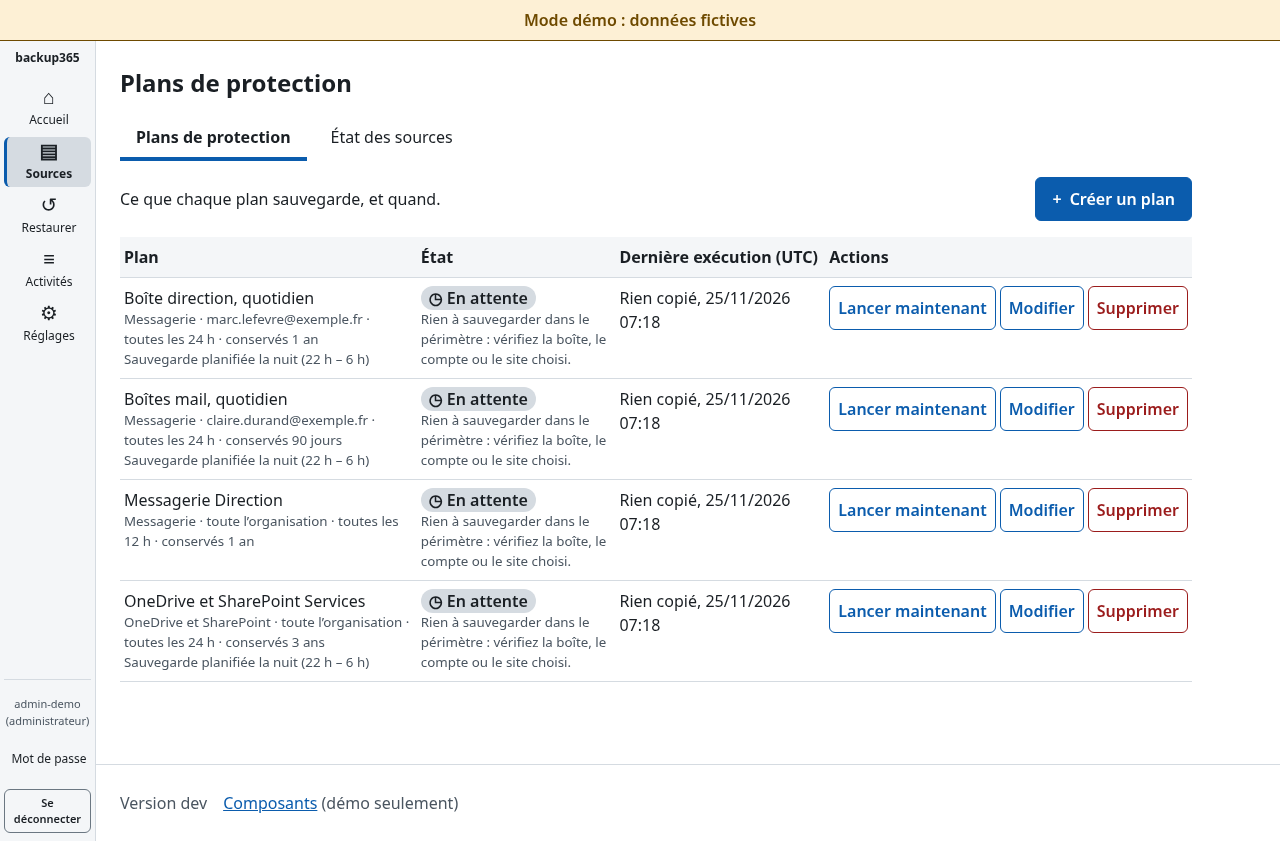 Mode démo : données fictives
backup365
Accueil
Sources
Restaurer
Activités
Réglages
admin-demo
(administrateur)
Mot de passe
Se
déconnecter
Plans de protection
Plans de protection
État des sources
Ce que chaque plan sauvegarde, et quand.
+ Créer un plan
Plan État Dernière exécution (UTC) Actions
Boîte direction, quotidien
Messagerie · marc.lefevre@exemple.fr ·
toutes les 24 h · conservés 1 an
Sauvegarde planifiée la nuit (22 h – 6 h)
En attente
Rien à sauvegarder dans le
périmètre : vérifiez la boîte, le
compte ou le site choisi.
Rien copié, 25/11/2026
07:18
Lancer maintenant Modifier Supprimer
Boîtes mail, quotidien
Messagerie · claire.durand@exemple.fr ·
toutes les 24 h · conservés 90 jours
Sauvegarde planifiée la nuit (22 h – 6 h)
En attente
Rien à sauvegarder dans le
périmètre : vérifiez la boîte, le
compte ou le site choisi.
Rien copié, 25/11/2026
07:18
Lancer maintenant Modifier Supprimer
Messagerie Direction
Messagerie · toute l’organisation · toutes les
12 h · conservés 1 an
En attente
Rien à sauvegarder dans le
périmètre : vérifiez la boîte, le
compte ou le site choisi.
Rien copié, 25/11/2026
07:18
Lancer maintenant Modifier Supprimer
OneDrive et SharePoint Services
OneDrive et SharePoint · toute l’organisation ·
toutes les 24 h · conservés 3 ans
Sauvegarde planifiée la nuit (22 h – 6 h)
En attente
Rien à sauvegarder dans le
périmètre : vérifiez la boîte, le
compte ou le site choisi.
Rien copié, 25/11/2026
07:18
Lancer maintenant Modifier Supprimer
Version dev Composants (démo seulement)